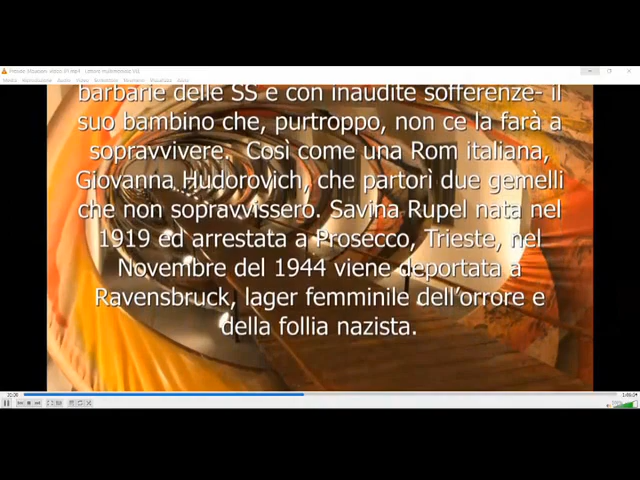 barbarie delle SS e con inaudite sofferenze- il
suo bambino che, purtroppo, non ce la farà a
sopravvivere. Così come una Rom italiana,
Giovanna Hudorovich, che partorì due gemelli
che non sopravvissero. Savina Rupel nata nel
1919 ed arrestata a Prosecco, Trieste, nel
Novembre del 1944 viene deportata a
Ravensbruck, lager femminile dell'orrore e
della follia nazista.